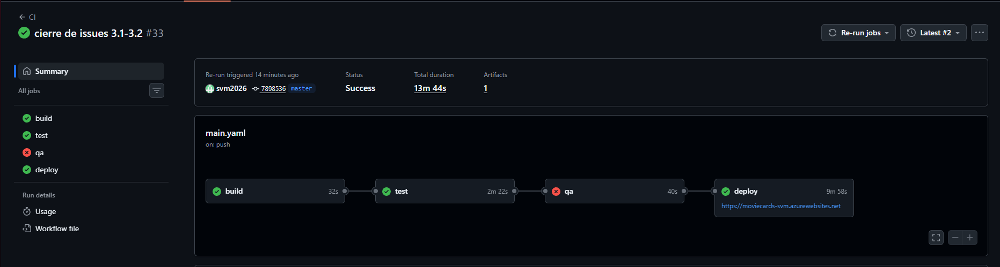 CI
cierre de issues 3.1-3.2 #33
Re-run jobs
Latest #2
Summary
All jobs
build
test
qa
deploy
Run details
Usage
Workflow file
Re-run triggered 14 minutes ago
svm2026 7898536 master
Status
Success
Total duration
13m 44s
Artifacts
1
main.yaml
on: push
build 32s
test 2m 22s
qa 40s
deploy 9m 58s
https://moviecards-svm.azurewebsites.net